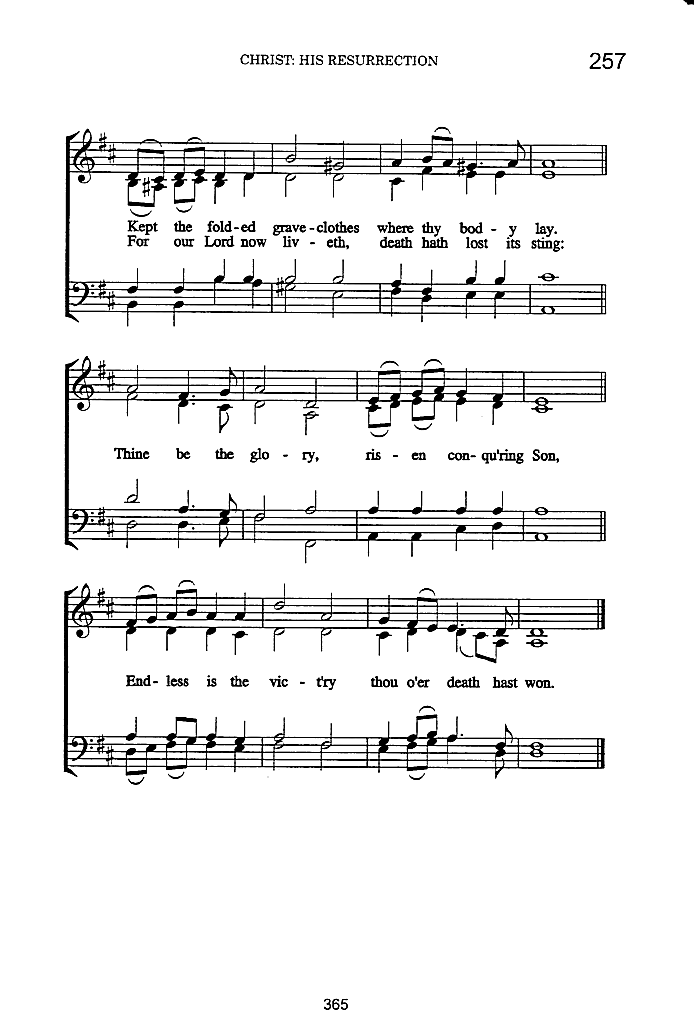 CHRIST: HIS RESURRECTION 257
Kept the fold-ed grave-clothes where thy bod - y lay.
For our Lord now liv - eth, death hath lost its sting:
Thine be the glo - ry, ris - en con-qu'ring Son,
End- less is the vic - t'ry thou o'er death hast won.
365